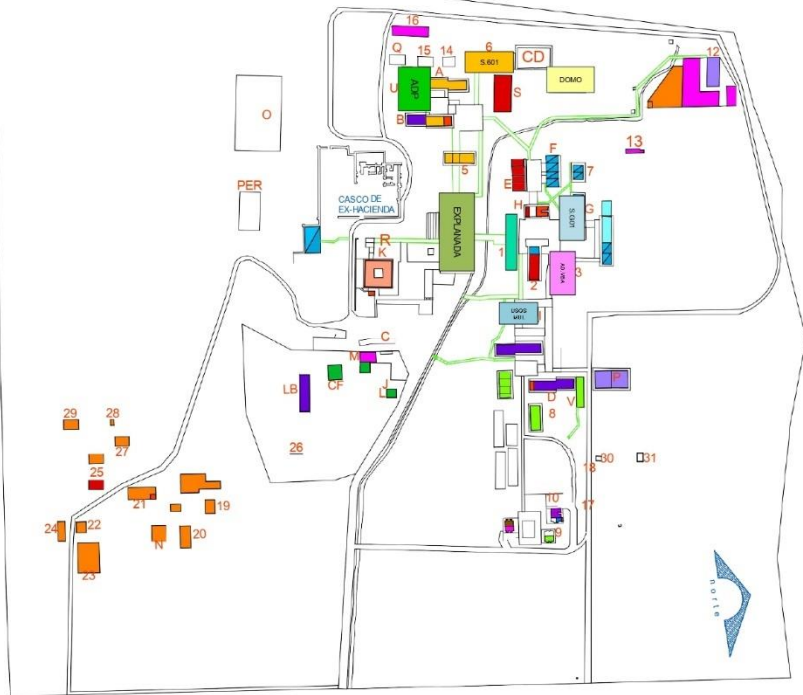 16
12
Q
15
14
6
S.601
CD
DOMO
A
U
ADP
S
B
O
13
5
F
7
E
PER
CASCO DE
EX-HACIENDA
EXPLANADA
H
G
R
1
K
2
3
USOS
MUL
C
M
LB
CF
J
L
D
V
P
8
29
28
27
26
25
30
31
18
21
19
10
17
24
22
N
20
9
23
norte